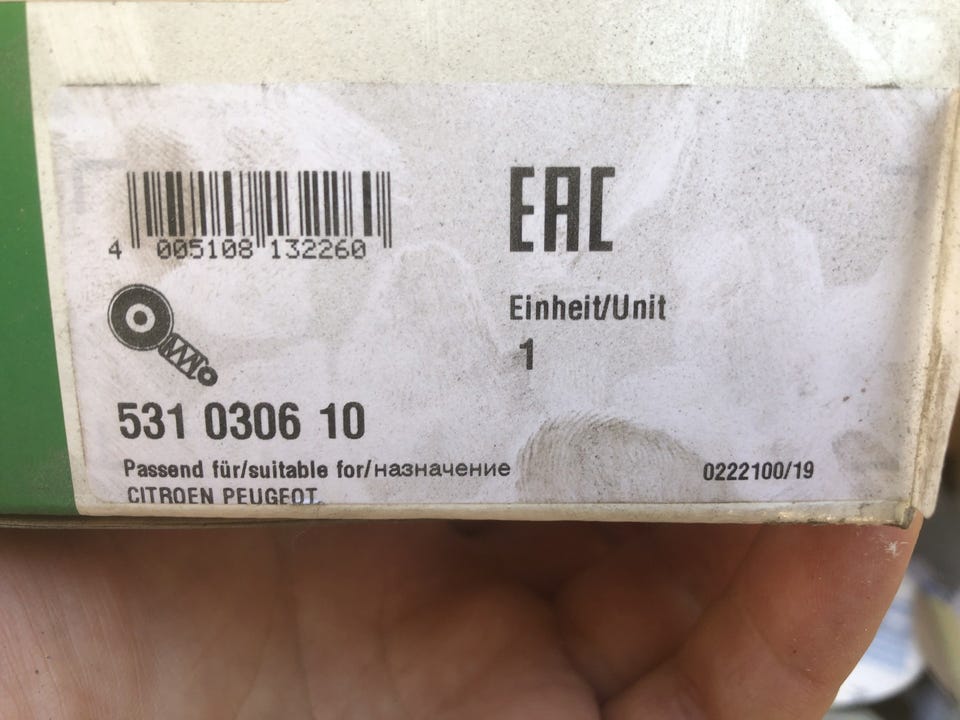 4 005108 132260
EAC
Einheit/Unit
1
531 0306 10
Passend für/suitable for/назначение
0222100/19
CITROEN PEUGEOT